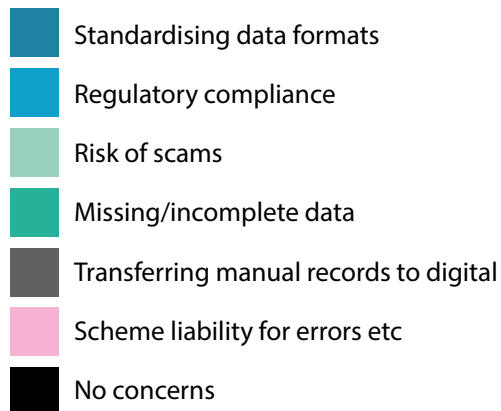 Standardising data formats
Regulatory compliance
Risk of scams
Missing/incomplete data
Transferring manual records to digital
Scheme liability for errors etc
No concerns